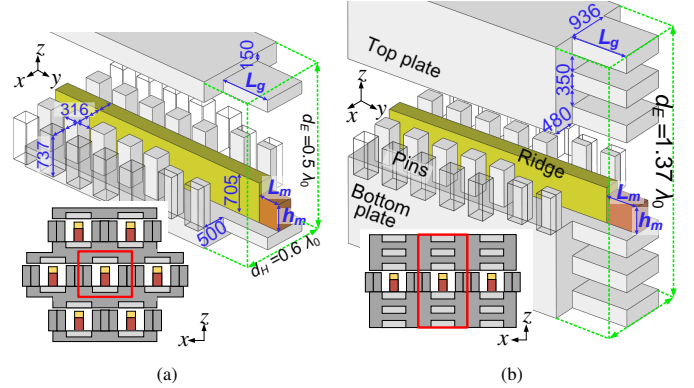 z
x
y
150
L_g
316
737
705
L_m
h_m
500
d_E=0.5 λ_0
d_H=0.6 λ_0
z
x
(a)
936
L_g
Top plate
350
480
z
x
y
Ridge
Pins
L_m
h_m
Bottom
plate
d_E=1.37 λ_0
z
x
(b)